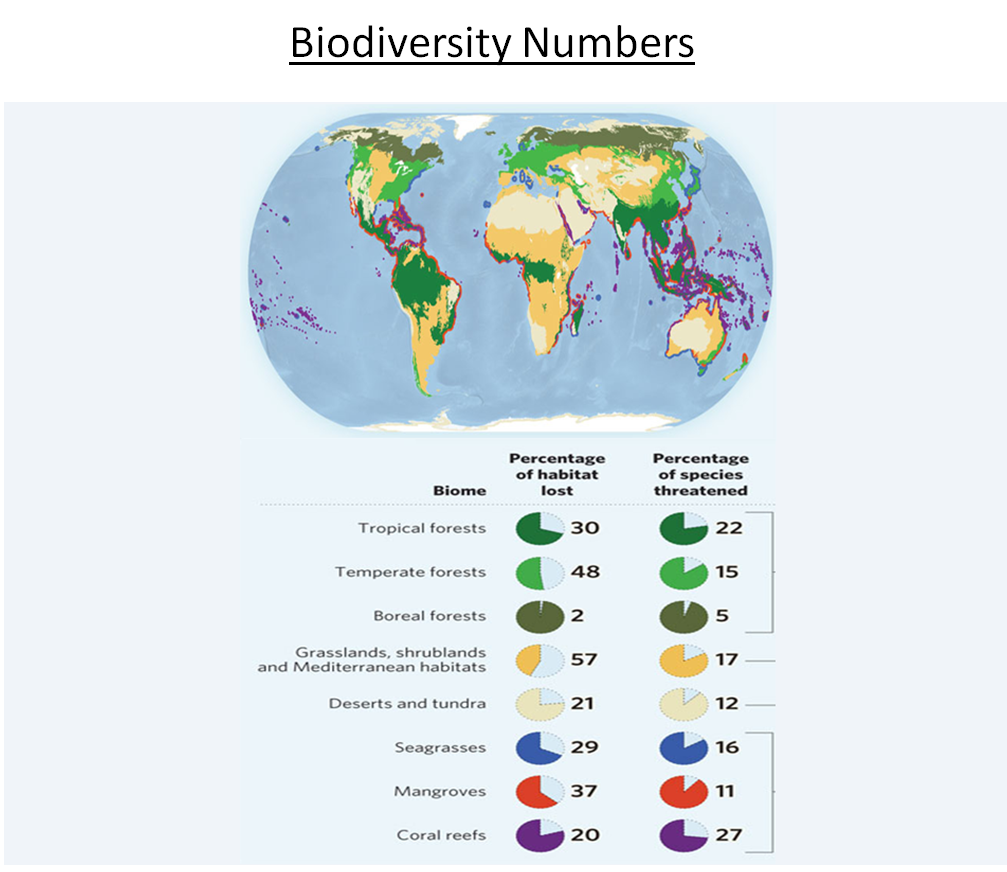 Biodiversity Numbers
Percentage of habitat lost
Percentage of species threatened
Biome
Tropical forests 30 22
Temperate forests 48 15
Boreal forests 2 5
Grasslands, shrublands
and Mediterranean habitats 57 17
Deserts and tundra 21 12
Seagrasses 29 16
Mangroves 37 11
Coral reefs 20 27